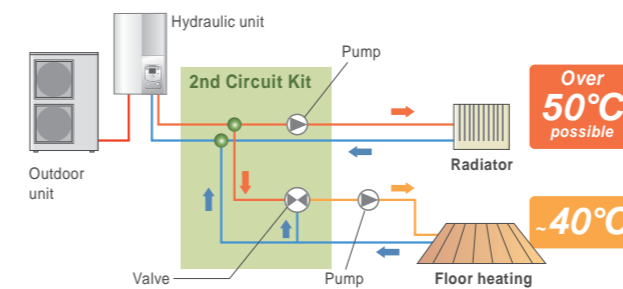 Hydraulic unit
Pump
2nd Circuit Kit
Over
50°C
possible
Radiator
Outdoor
unit
~40°C
Valve
Pump
Floor heating